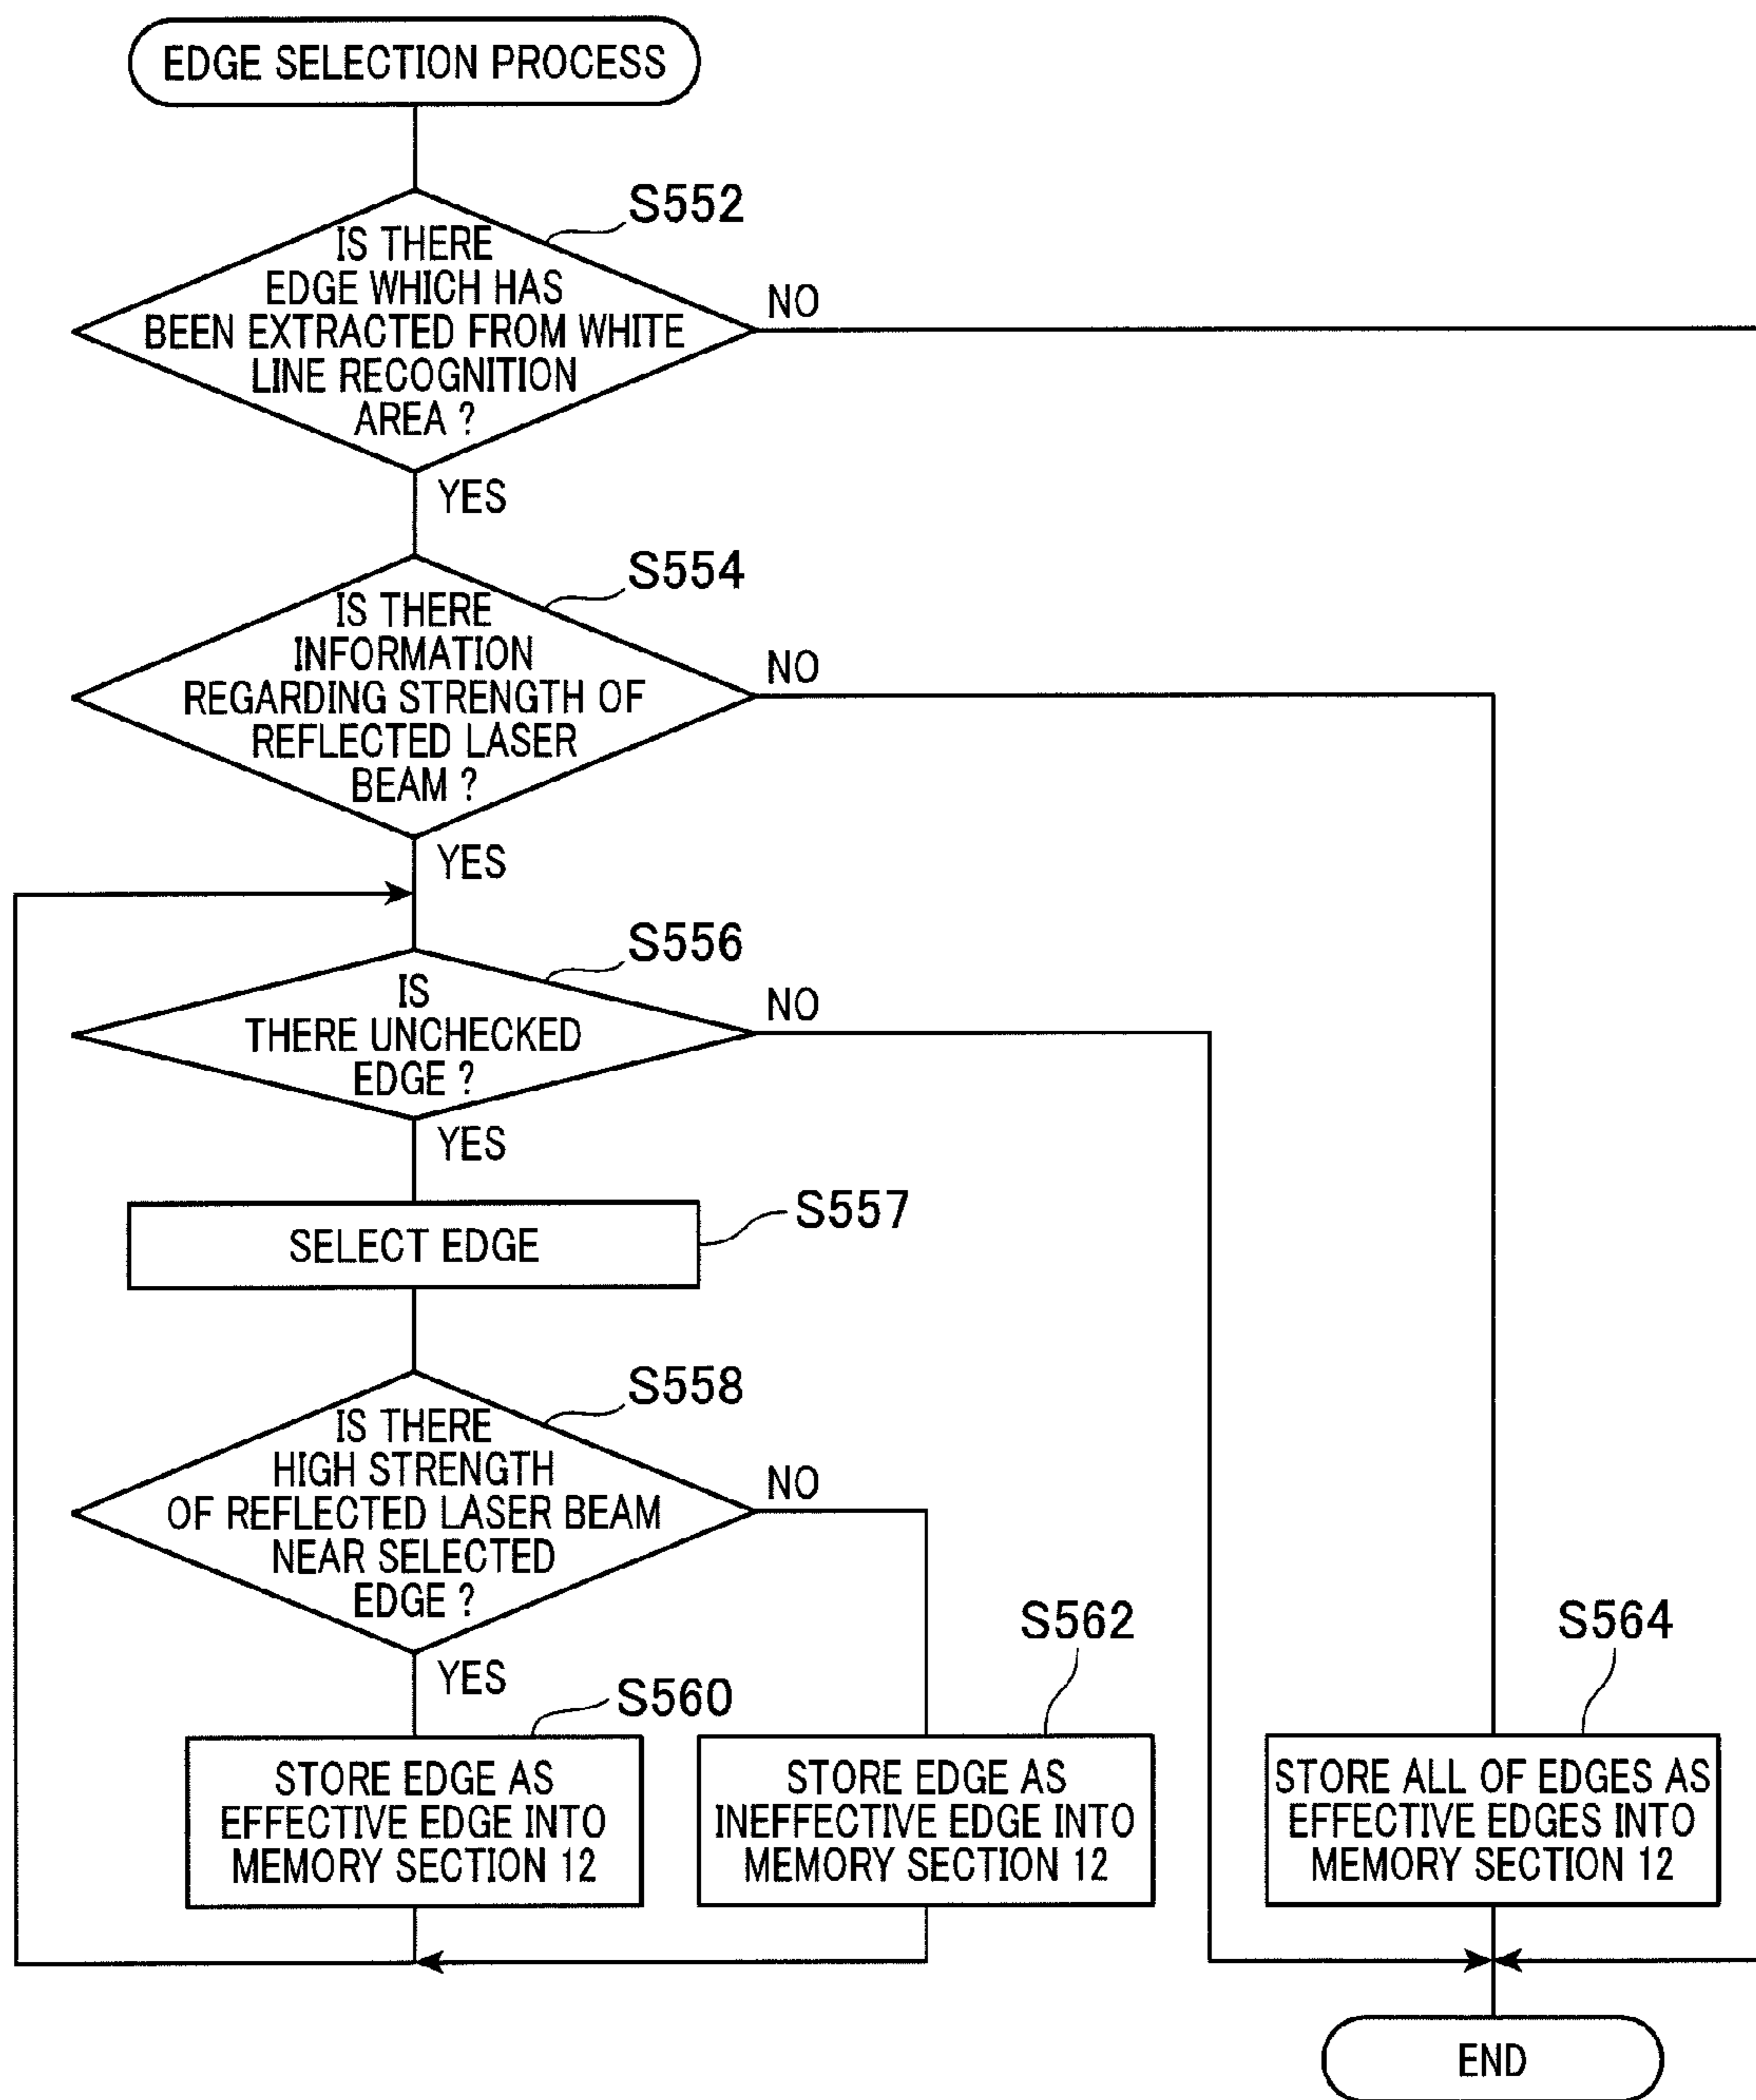 EDGE SELECTION PROCESS
S552
IS THERE
EDGE WHICH HAS
BEEN EXTRACTED FROM WHITE
LINE RECOGNITION
AREA ?
NO
YES
S554
IS THERE
INFORMATION
REGARDING STRENGTH OF
REFLECTED LASER
BEAM ?
NO
YES
S556
IS
THERE UNCHECKED
EDGE ?
NO
YES
S557
SELECT EDGE
S558
IS THERE
HIGH STRENGTH
OF REFLECTED LASER BEAM
NEAR SELECTED
EDGE ?
NO
YES
S560
STORE EDGE AS
EFFECTIVE EDGE INTO
MEMORY SECTION 12
S562
STORE EDGE AS
INEFFECTIVE EDGE INTO
MEMORY SECTION 12
S564
STORE ALL OF EDGES AS
EFFECTIVE EDGES INTO
MEMORY SECTION 12
END